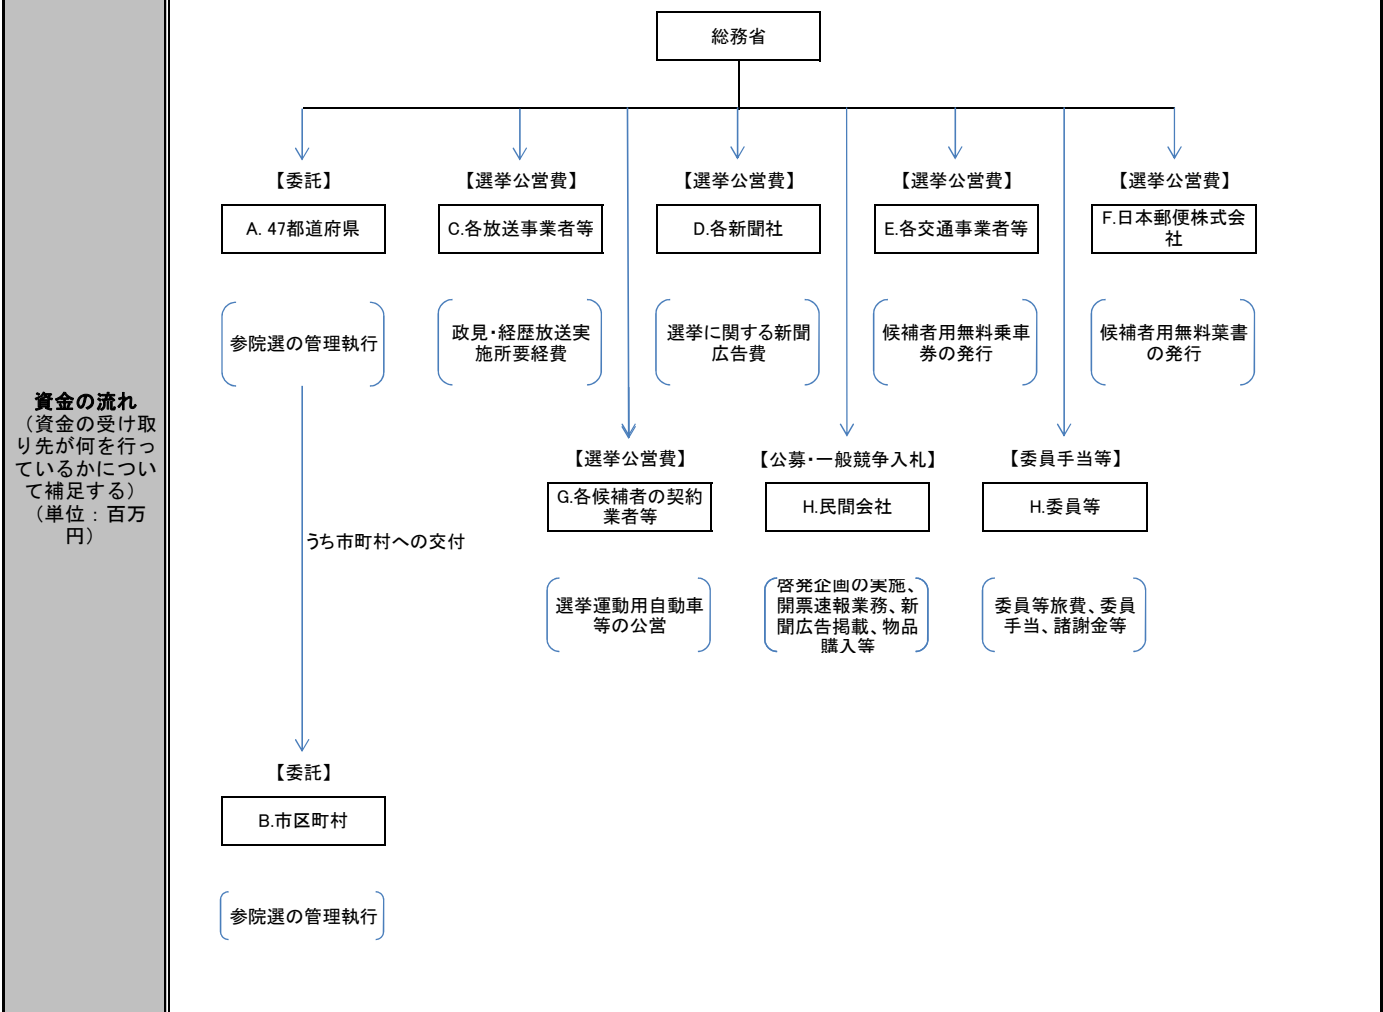 資金の流れ
（資金の受け取
り先が何を行っ
ているかについ
て補足する）
（単位：百万
円）
総務省
【委託】
A. 47都道府県
参院選の管理執行
【選挙公営費】
C.各放送事業者等
政見・経歴放送実
施所要経費
【選挙公営費】
D.各新聞社
選挙に関する新聞
広告費
【選挙公営費】
E.各交通事業者等
候補者用無料乗車
券の発行
【選挙公営費】
F.日本郵便株式会
社
候補者用無料葉書
の発行
【選挙公営費】
G.各候補者の契約
業者等
選挙運動用自動車
等の公営
【公募・一般競争入札】
H.民間会社
啓発企画の実施、
開票速報業務、新
聞広告掲載、物品
購入等
【委員手当等】
H.委員等
委員等旅費、委員
手当、諸謝金等
うち市町村への交付
【委託】
B.市区町村
参院選の管理執行